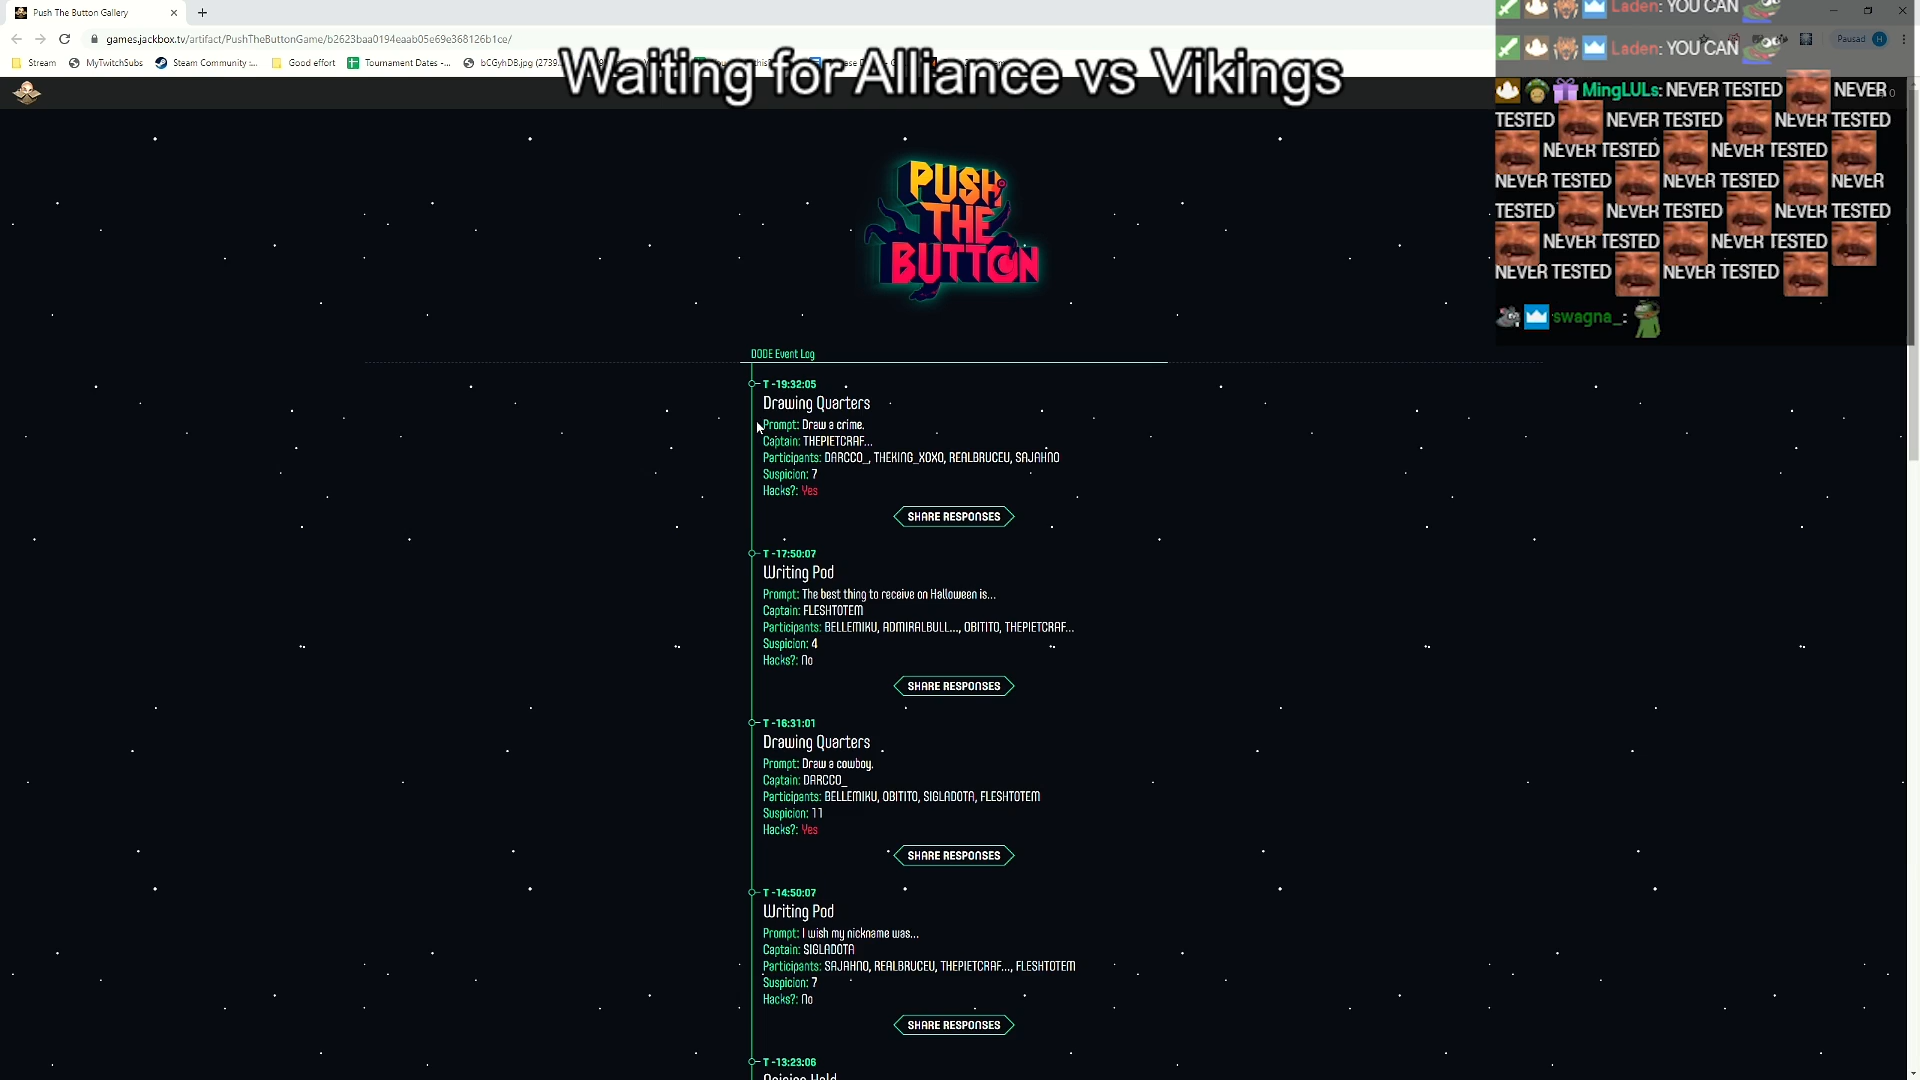 Push The Button Gallery
games.jackbox.tv/artifact/PushTheButtonGame/b2623baa0194eaab05e69e368126b1ce/
Paused
H
Stream
MyTwitchSubs
Steam Community :...
Good effort
Tournament Dates -...
bCGyhDB.jpg (2739...
Waiting for Alliance vs Vikings
Laden: YOU CAN
Laden: YOU CAN
MingLULs: NEVER TESTED NEVER
TESTED NEVER TESTED NEVER TESTED
NEVER TESTED NEVER TESTED
NEVER TESTED NEVER TESTED NEVER
TESTED NEVER TESTED NEVER TESTED
NEVER TESTED NEVER TESTED
NEVER TESTED NEVER TESTED
swagna_:
PUSH
THE
BUTTON
DODE Event Log
T -19:32:05
Drawing Quarters
Prompt: Draw a crime.
Captain: THEPIETCRAF...
Participants: DARCCO_, THEKING_XOXO, REALBRUCEU, SAJAHNO
Suspicion: 7
Hacks?: Yes
SHARE RESPONSES
T -17:50:07
Writing Pod
Prompt: The best thing to receive on Halloween is...
Captain: FLESHTOTEM
Participants: BELLEMIKU, ADMIRALBULL..., OBITITO, THEPIETCRAF...
Suspicion: 4
Hacks?: No
SHARE RESPONSES
T -16:31:01
Drawing Quarters
Prompt: Draw a cowboy.
Captain: DARCCO_
Participants: BELLEMIKU, OBITITO, SIGLADOTA, FLESHTOTEM
Suspicion: 11
Hacks?: Yes
SHARE RESPONSES
T -14:50:07
Writing Pod
Prompt: I wish my nickname was...
Captain: SIGLADOTA
Participants: SAJAHNO, REALBRUCEU, THEPIETCRAF..., FLESHTOTEM
Suspicion: 7
Hacks?: No
SHARE RESPONSES
T -13:23:06